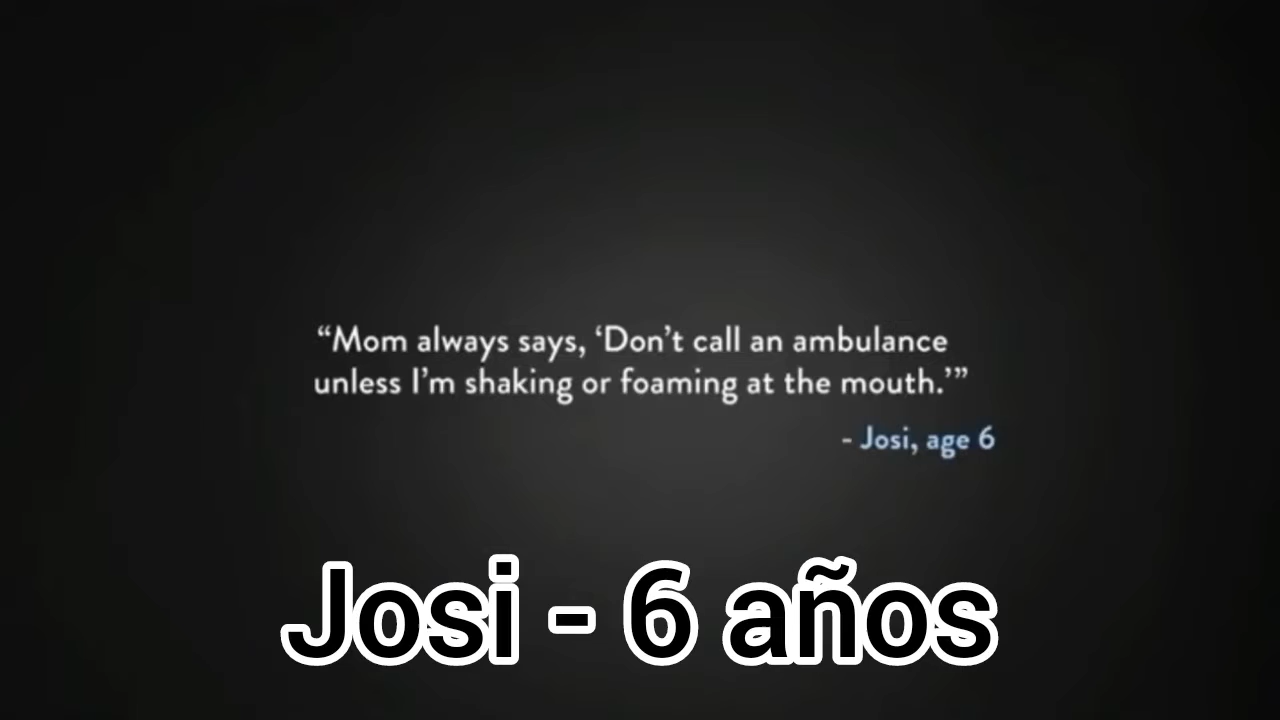 “Mom always says, ‘Don’t call an ambulance
unless I’m shaking or foaming at the mouth.’”
- Josi, age 6
Josi - 6 años